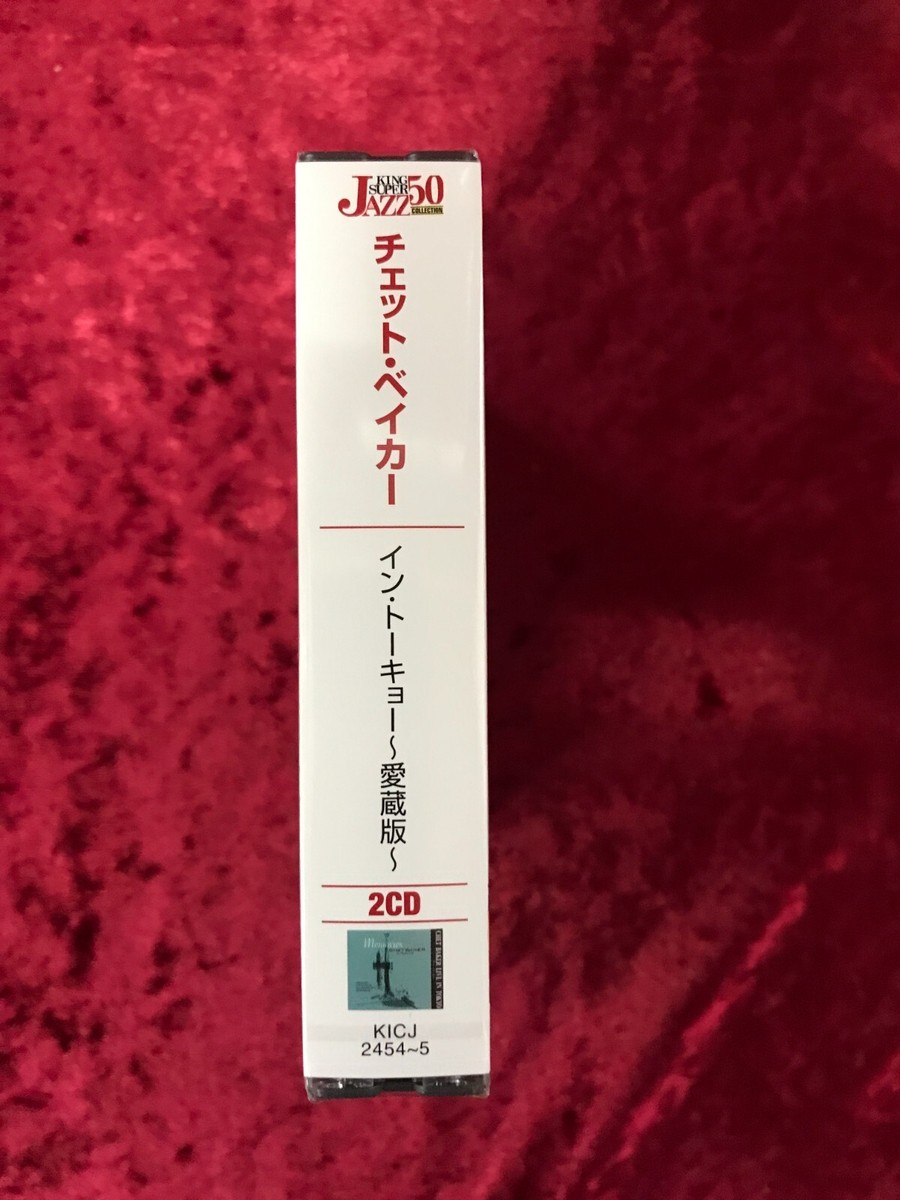 KING
SUPER
JAZZ 50
COLLECTION
チェット・ベイカー
イン・トーキョー〜愛蔵版〜
2CD
Memories
CHET BAKER LIVE IN TOKYO
KICJ
2454~5